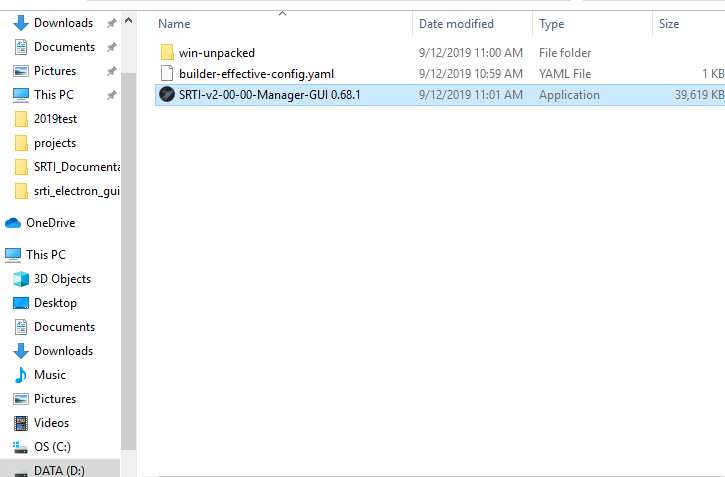 Name Date modified Type Size
win-unpacked 9/12/2019 11:00 AM File folder
builder-effective-config.yaml 9/12/2019 10:59 AM YAML File 1 KB
SRTI-v2-00-00-Manager-GUI 0.68.1 9/12/2019 11:01 AM Application 39,619 KB
Downloads
Documents
Pictures
This PC
2019test
projects
SRTI_Documenta
srti_electron_gui
OneDrive
This PC
3D Objects
Desktop
Documents
Downloads
Music
Pictures
Videos
OS (C:)
DATA (D:)